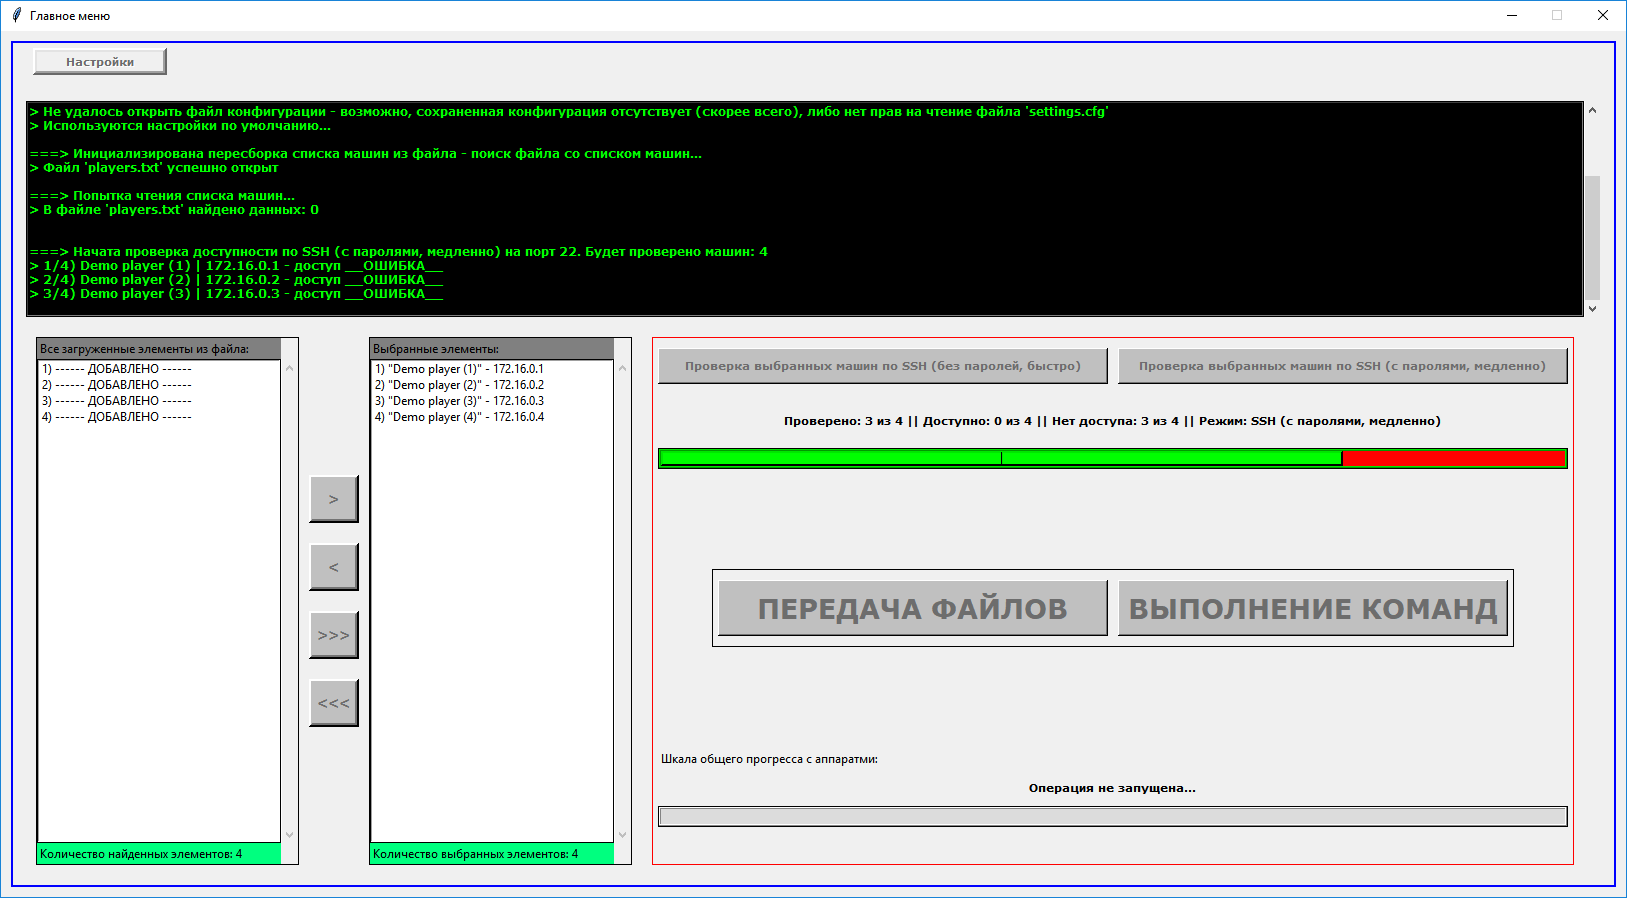 Главное меню
Настройки
> Не удалось открыть файл конфигурации - возможно, сохраненная конфигурация отсутствует (скорее всего), либо нет прав на чтение файла 'settings.cfg'
> Используются настройки по умолчанию...
===> Инициализирована пересборка списка машин из файла - поиск файла со списком машин...
> Файл 'players.txt' успешно открыт
===> Попытка чтения списка машин...
> В файле 'players.txt' найдено данных: 0
===> Начата проверка доступности по SSH (с паролями, медленно) на порт 22. Будет проверено машин: 4
> 1/4) Demo player (1) | 172.16.0.1 - доступ __ОШИБКА__
> 2/4) Demo player (2) | 172.16.0.2 - доступ __ОШИБКА__
> 3/4) Demo player (3) | 172.16.0.3 - доступ __ОШИБКА__
Все загруженные элементы из файла:
1) ------ ДОБАВЛЕНО ------
2) ------ ДОБАВЛЕНО ------
3) ------ ДОБАВЛЕНО ------
4) ------ ДОБАВЛЕНО ------
Количество найденных элементов: 4
>
<
>>>
<<<
Выбранные элементы:
1) "Demo player (1)" - 172.16.0.1
2) "Demo player (2)" - 172.16.0.2
3) "Demo player (3)" - 172.16.0.3
4) "Demo player (4)" - 172.16.0.4
Количество выбранных элементов: 4
Проверка выбранных машин по SSH (без паролей, быстро)
Проверка выбранных машин по SSH (с паролями, медленно)
Проверено: 3 из 4 || Доступно: 0 из 4 || Нет доступа: 3 из 4 || Режим: SSH (с паролями, медленно)
ПЕРЕДАЧА ФАЙЛОВ
ВЫПОЛНЕНИЕ КОМАНД
Шкала общего прогресса с аппаратми:
Операция не запущена...